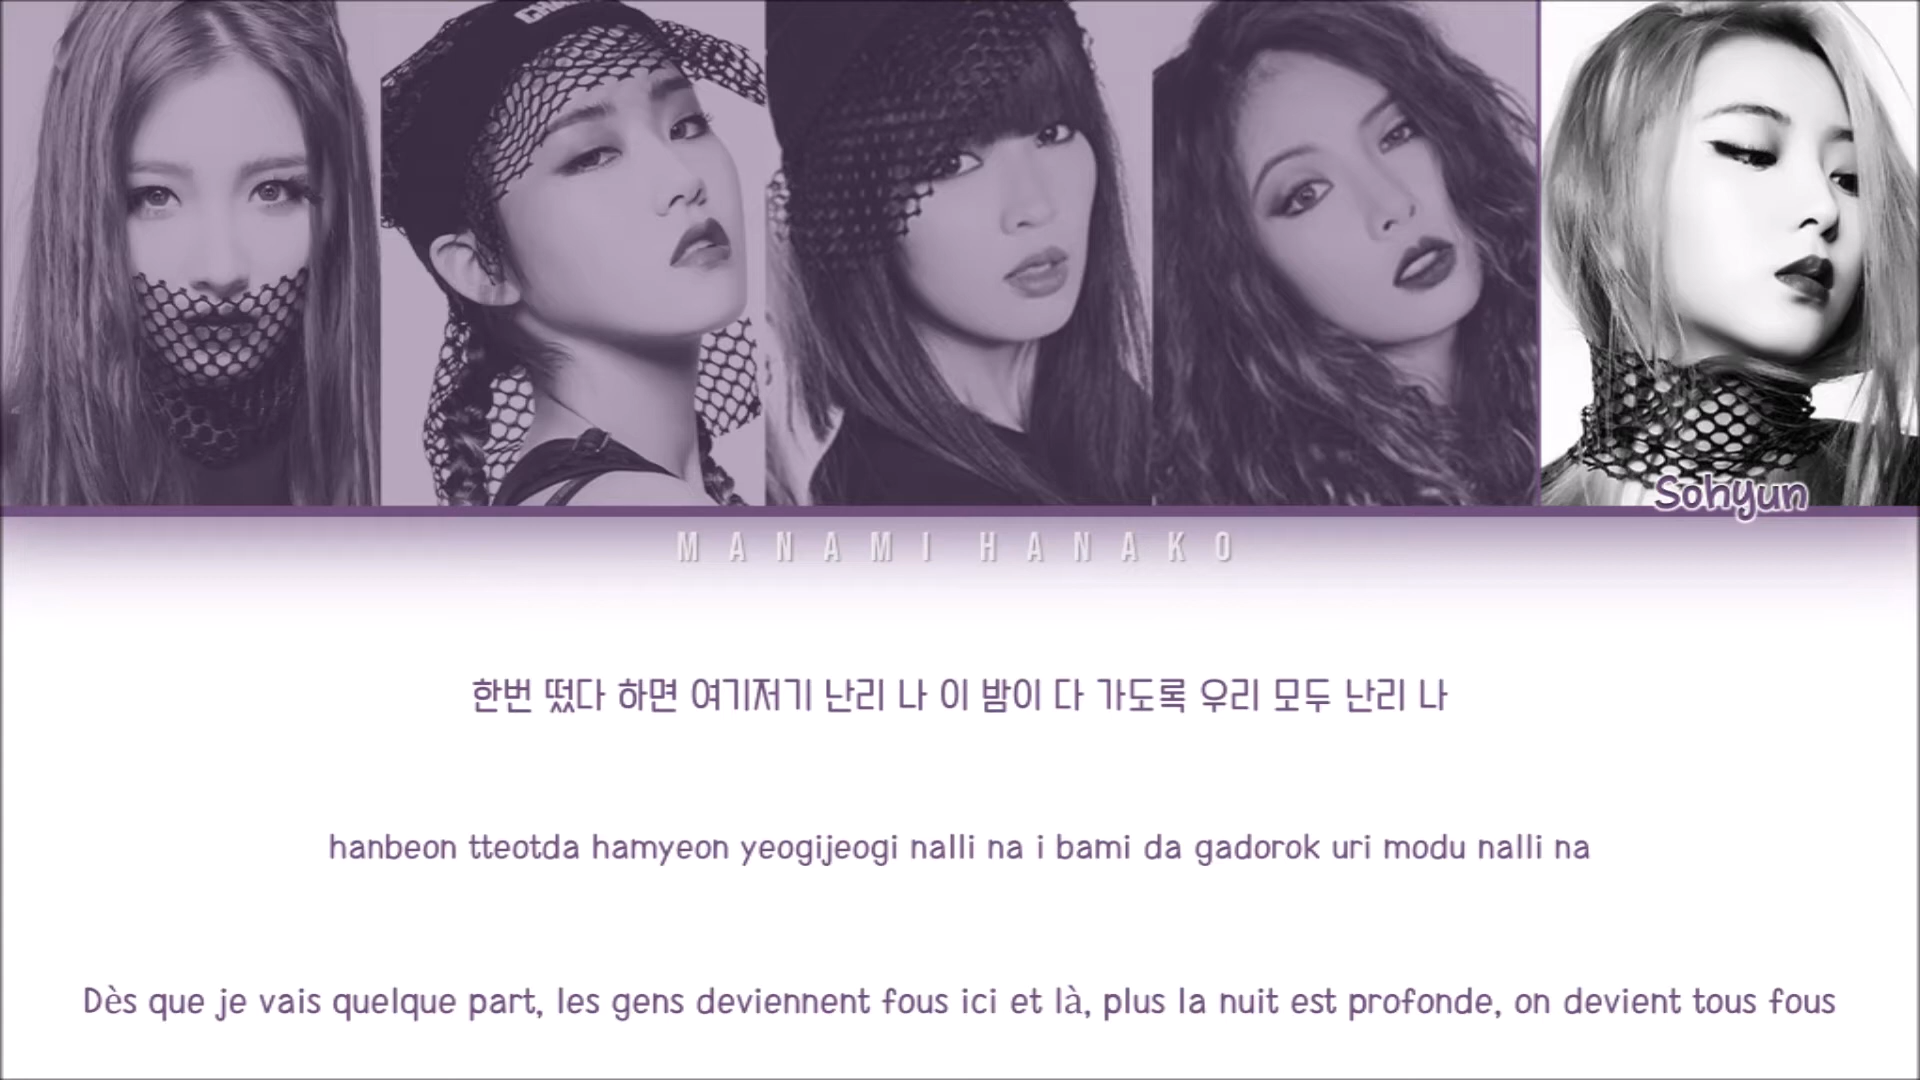 Sohyun
MANAMI HANAKO
한번 떴다 하면 여기저기 난리 나 이 밤이 다 가도록 우리 모두 난리 나
hanbeon tteotda hamyeon yeogijeogi nalli na i bami da gadorok uri modu nalli na
Dès que je vais quelque part, les gens deviennent fous ici et là, plus la nuit est profonde, on devient tous fous